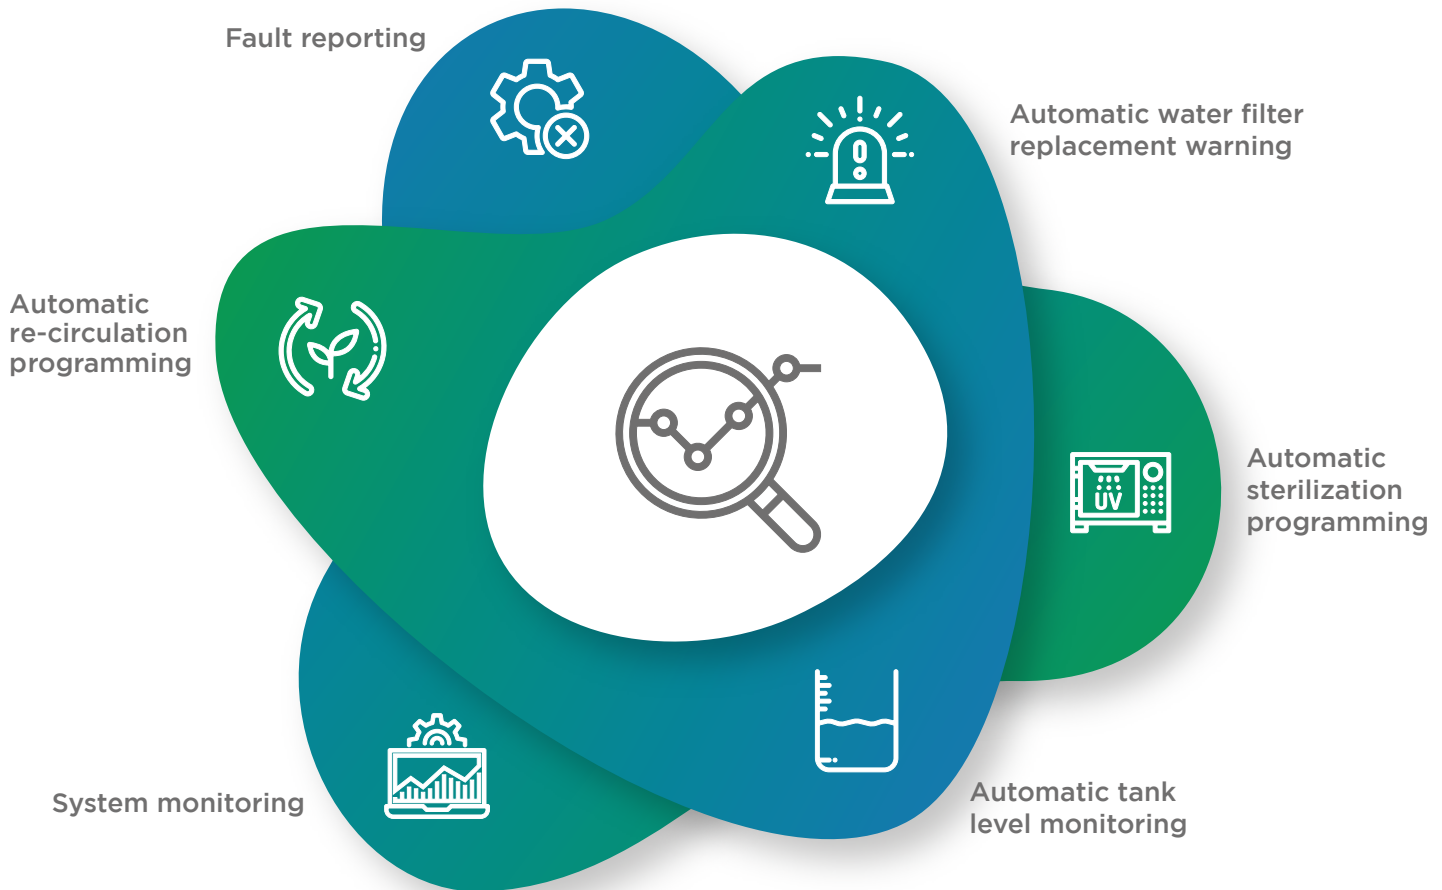 Fault reporting
Automatic water filter
replacement warning
Automatic
re-circulation
programming
Automatic
sterilization
programming
UV
System monitoring
Automatic tank
level monitoring